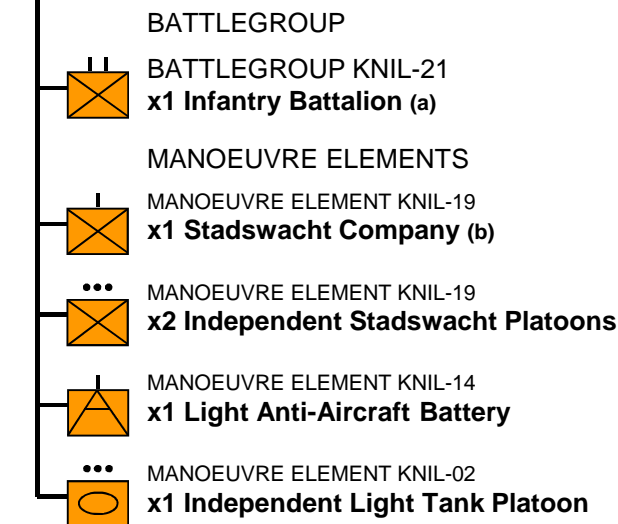 BATTLEGROUP
BATTLEGROUP KNIL-21
x1 Infantry Battalion (a)
MANOEUVRE ELEMENTS
MANOEUVRE ELEMENT KNIL-19
x1 Stadswacht Company (b)
MANOEUVRE ELEMENT KNIL-19
x2 Independent Stadswacht Platoons
MANOEUVRE ELEMENT KNIL-14
x1 Light Anti-Aircraft Battery
MANOEUVRE ELEMENT KNIL-02
x1 Independent Light Tank Platoon